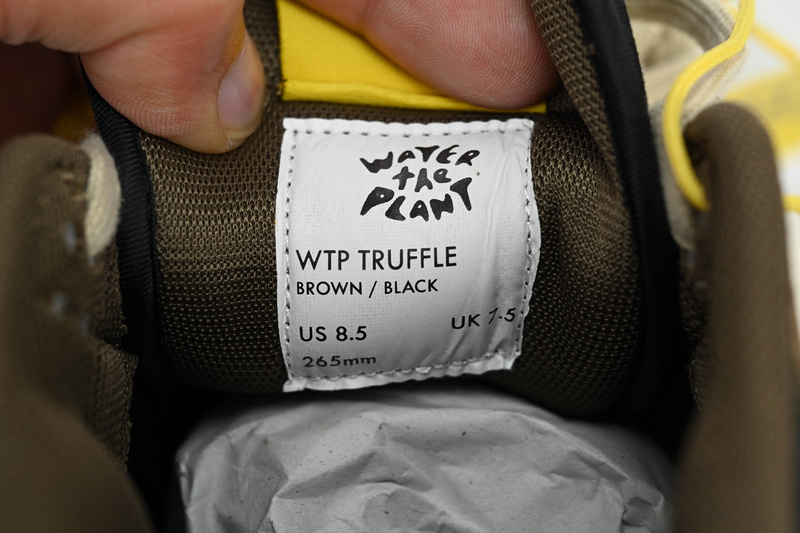 WATER
the
PLANT
WTP TRUFFLE
BROWN / BLACK
US 8.5 UK 7.5
265mm